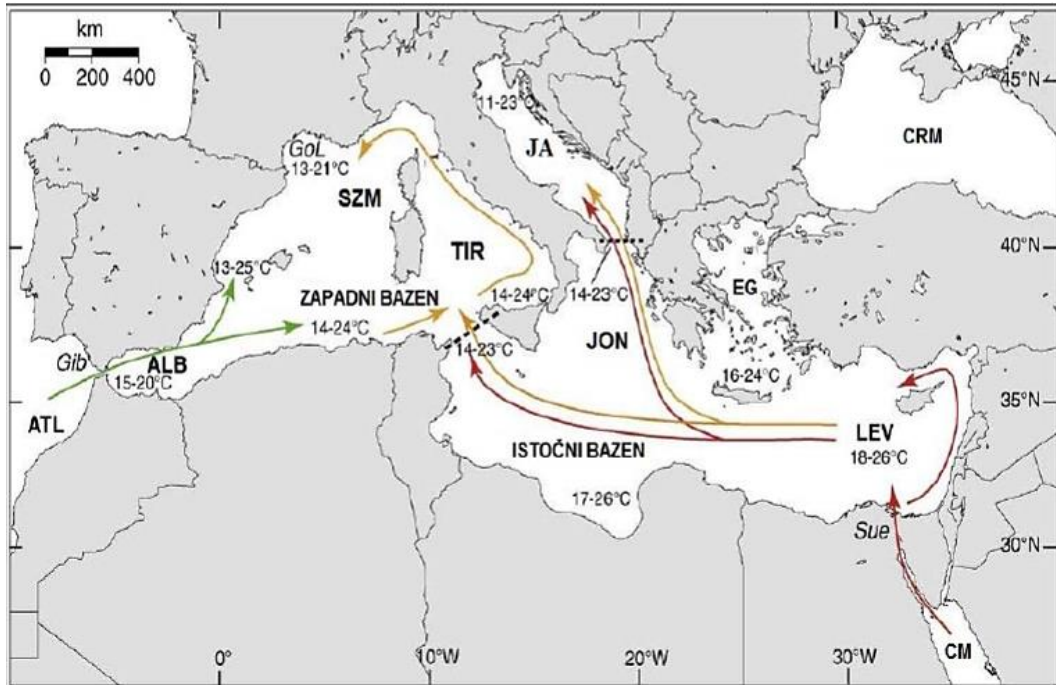 km
0 200 400
45°N
11-23°C
CRM
GoL
13-21°C
JA
SZM
TIR
40°N
13-25°C
EG
ZAPADNI BAZEN
14-24°C
14-23°C
14-24°C
JON
Gib
ALB
14-23°C
15-20°C
16-24°C
35°N
ATL
LEV
ISTOČNI BAZEN
18-26°C
17-26°C
Sue
30°N
0°
10°W
20°W
30°W
CM